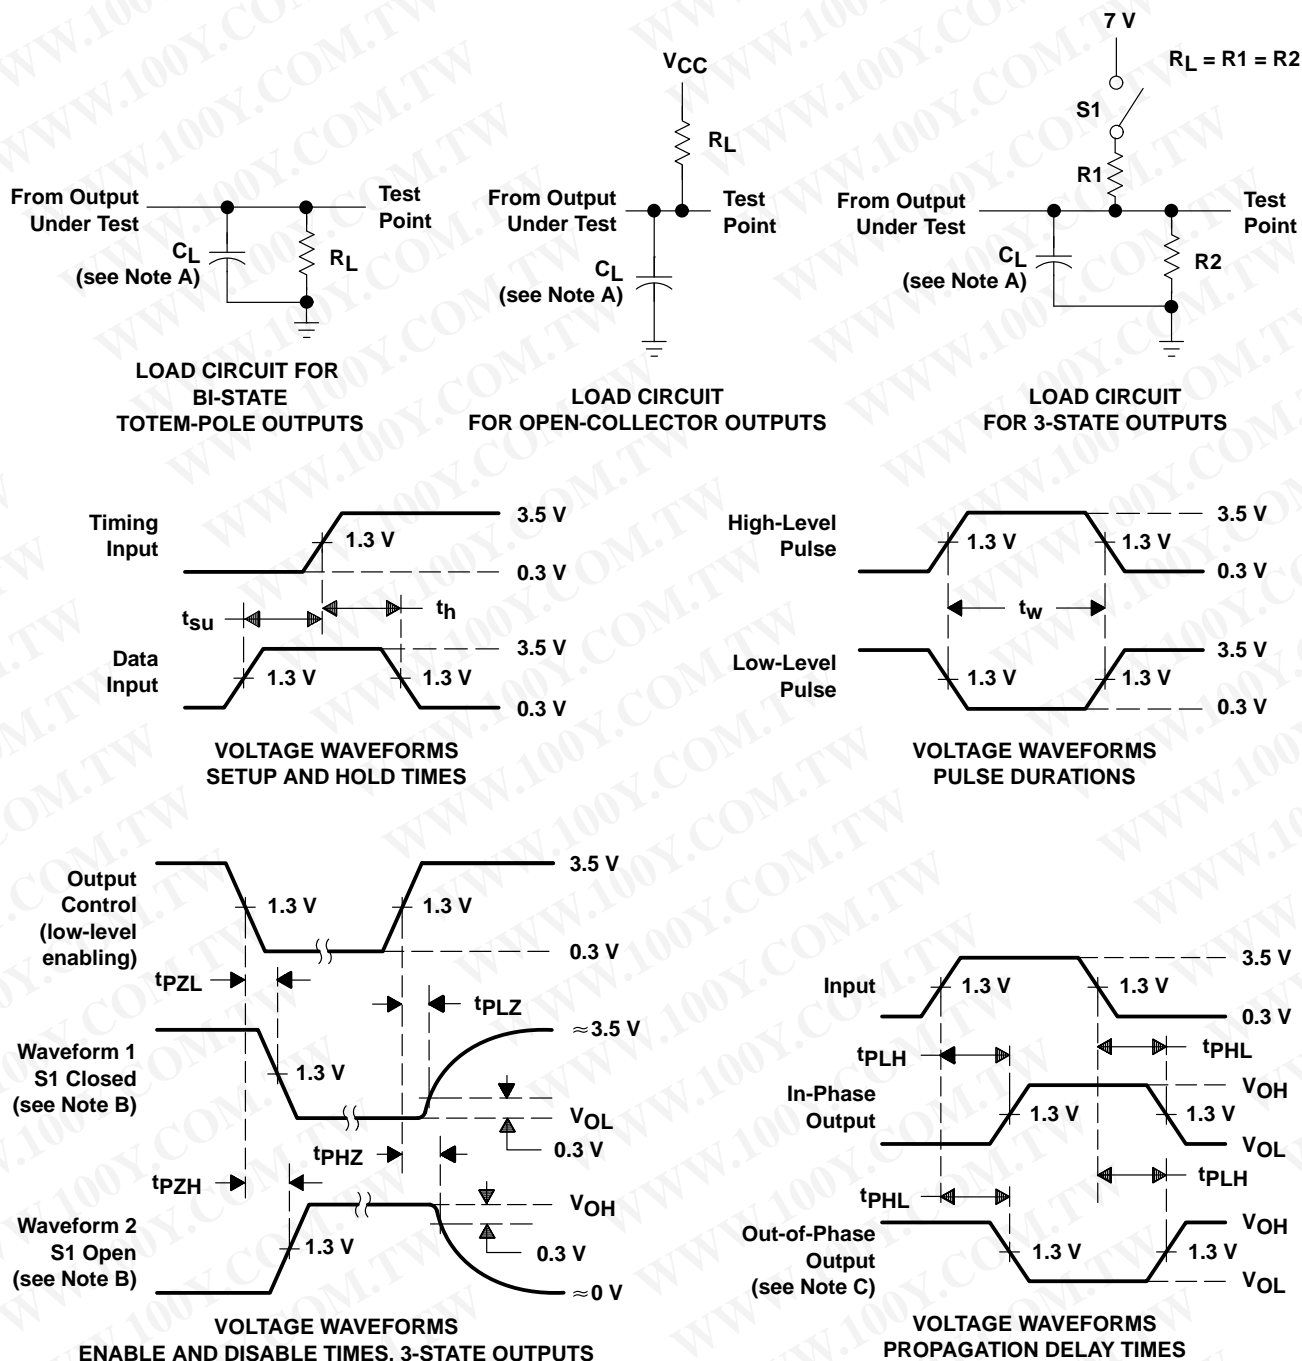 7 V
RL = R1 = R2
VCC
S1
RL
R1
From Output
Under Test
Test
Point
CL
(see Note A)
RL
From Output
Under Test
Test
Point
CL
(see Note A)
From Output
Under Test
Test
Point
CL
(see Note A)
R2
LOAD CIRCUIT FOR
BI-STATE
TOTEM-POLE OUTPUTS
LOAD CIRCUIT
FOR OPEN-COLLECTOR OUTPUTS
LOAD CIRCUIT
FOR 3-STATE OUTPUTS
Timing
Input
1.3 V
3.5 V
0.3 V
tsu
th
Data
Input
1.3 V
1.3 V
3.5 V
0.3 V
VOLTAGE WAVEFORMS
SETUP AND HOLD TIMES
High-Level
Pulse
1.3 V
1.3 V
3.5 V
0.3 V
tw
Low-Level
Pulse
1.3 V
1.3 V
3.5 V
0.3 V
VOLTAGE WAVEFORMS
PULSE DURATIONS
Output
Control
(low-level
enabling)
1.3 V
1.3 V
3.5 V
0.3 V
tPZL
tPLZ
Waveform 1
S1 Closed
(see Note B)
1.3 V
≈3.5 V
VOL
0.3 V
tPHZ
tPZH
Waveform 2
S1 Open
(see Note B)
1.3 V
VOH
0.3 V
≈0 V
VOLTAGE WAVEFORMS
ENABLE AND DISABLE TIMES, 3-STATE OUTPUTS
Input
1.3 V
1.3 V
3.5 V
0.3 V
tPLH
tPHL
In-Phase
Output
1.3 V
1.3 V
VOH
VOL
tPHL
tPLH
Out-of-Phase
Output
(see Note C)
1.3 V
1.3 V
VOH
VOL
VOLTAGE WAVEFORMS
PROPAGATION DELAY TIMES
WWW.100Y.COM.TW